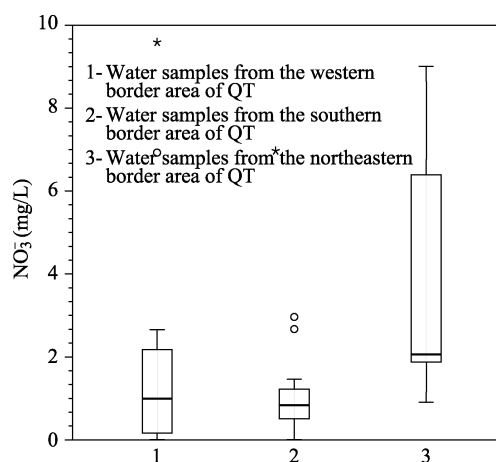 10
1- Water samples from the western
border area of QT
8
2- Water samples from the southern
border area of QT
3- Water samples from the northeastern
border area of QT
6
NO₃⁻ (mg/L)
4
2
0
1 2 3